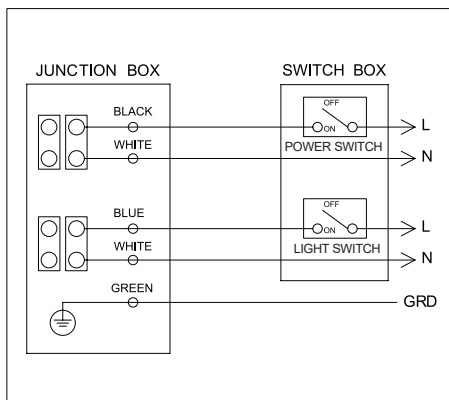 JUNCTION BOX
SWITCH BOX
BLACK
OFF
ON
L
POWER SWITCH
WHITE
N
BLUE
OFF
ON
L
LIGHT SWITCH
WHITE
N
GREEN
GRD